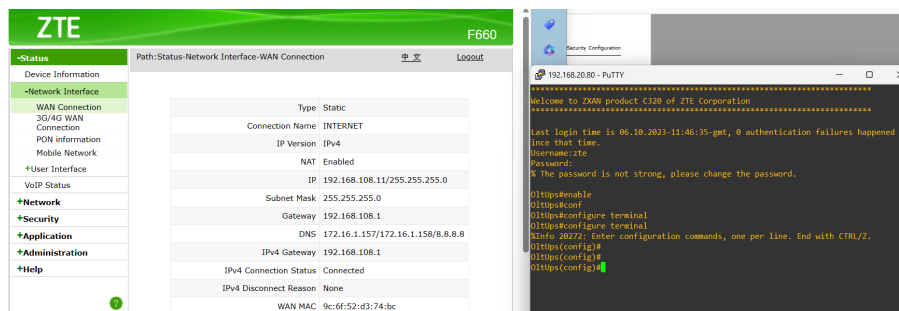 ZTE
F660
-Status
Device Information
-Network Interface
WAN Connection
3G/4G WAN
Connection
PON information
Mobile Network
+User Interface
VoIP Status
+Network
+Security
+Application
+Administration
+Help
?
Path:Status-Network Interface-WAN Connection 中 文 Logout
Type Static
Connection Name INTERNET
IP Version IPv4
NAT Enabled
IP 192.168.108.11/255.255.255.0
Subnet Mask 255.255.255.0
Gateway 192.168.108.1
DNS 172.16.1.157/172.16.1.158/8.8.8.8
IPv4 Gateway 192.168.108.1
IPv4 Connection Status Connected
IPv4 Disconnect Reason None
WAN MAC 9c:6f:52:d3:74:bc
Security Configuration
192.168.20.80 - PuTTY
***********************************************************************
Welcome to ZXAN product C320 of ZTE Corporation
***********************************************************************
Last login time is 06.10.2023-11:46:35-gmt, 0 authentication failures happened
ince that time.
Username:zte
Password:
% The password is not strong, please change the password.
OltUps#enable
OltUps#conf
OltUps#configure terminal
OltUps#configure terminal
%Info 20272: Enter configuration commands, one per line. End with CTRL/Z.
OltUps(config)#
OltUps(config)#
OltUps(config)#